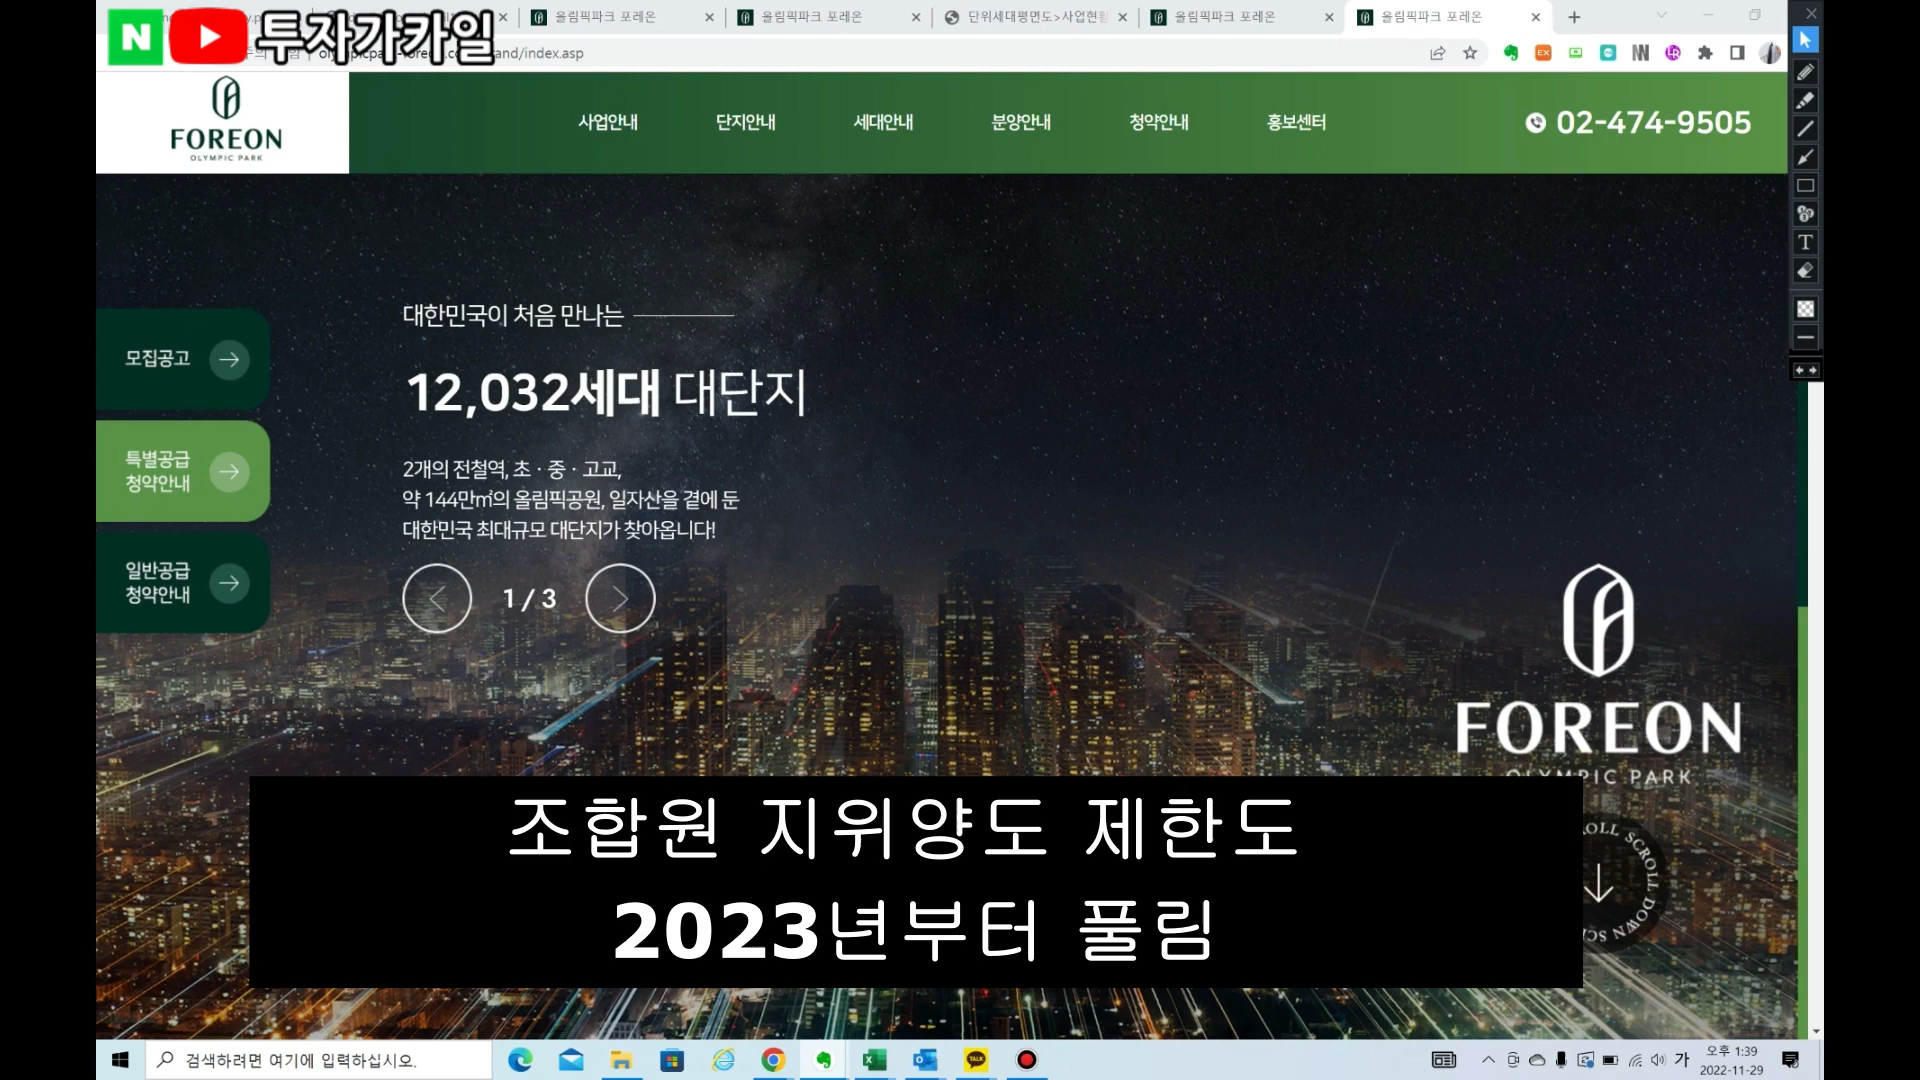 투자가카일
올림픽파크 포레온
올림픽파크 포레온
단위세대평면도>사업현황
올림픽파크 포레온
올림픽파크 포레온
and/index.asp
FOREON
OLYMPIC PARK
사업안내
단지안내
세대안내
분양안내
청약안내
홍보센터
02-474-9505
대한민국이 처음 만나는
12,032세대 대단지
2개의 전철역, 초 · 중 · 고교,
약 144만㎡의 올림픽공원, 일자산을 곁에 둔
대한민국 최대규모 대단지가 찾아옵니다!
1 / 3
모집공고
특별공급
청약안내
일반공급
청약안내
FOREON
OLYMPIC PARK
SCROLL DOWN
조합원 지위양도 제한도
2023년부터 풀림
검색하려면 여기에 입력하십시오.
가
오후 1:39
2022-11-29